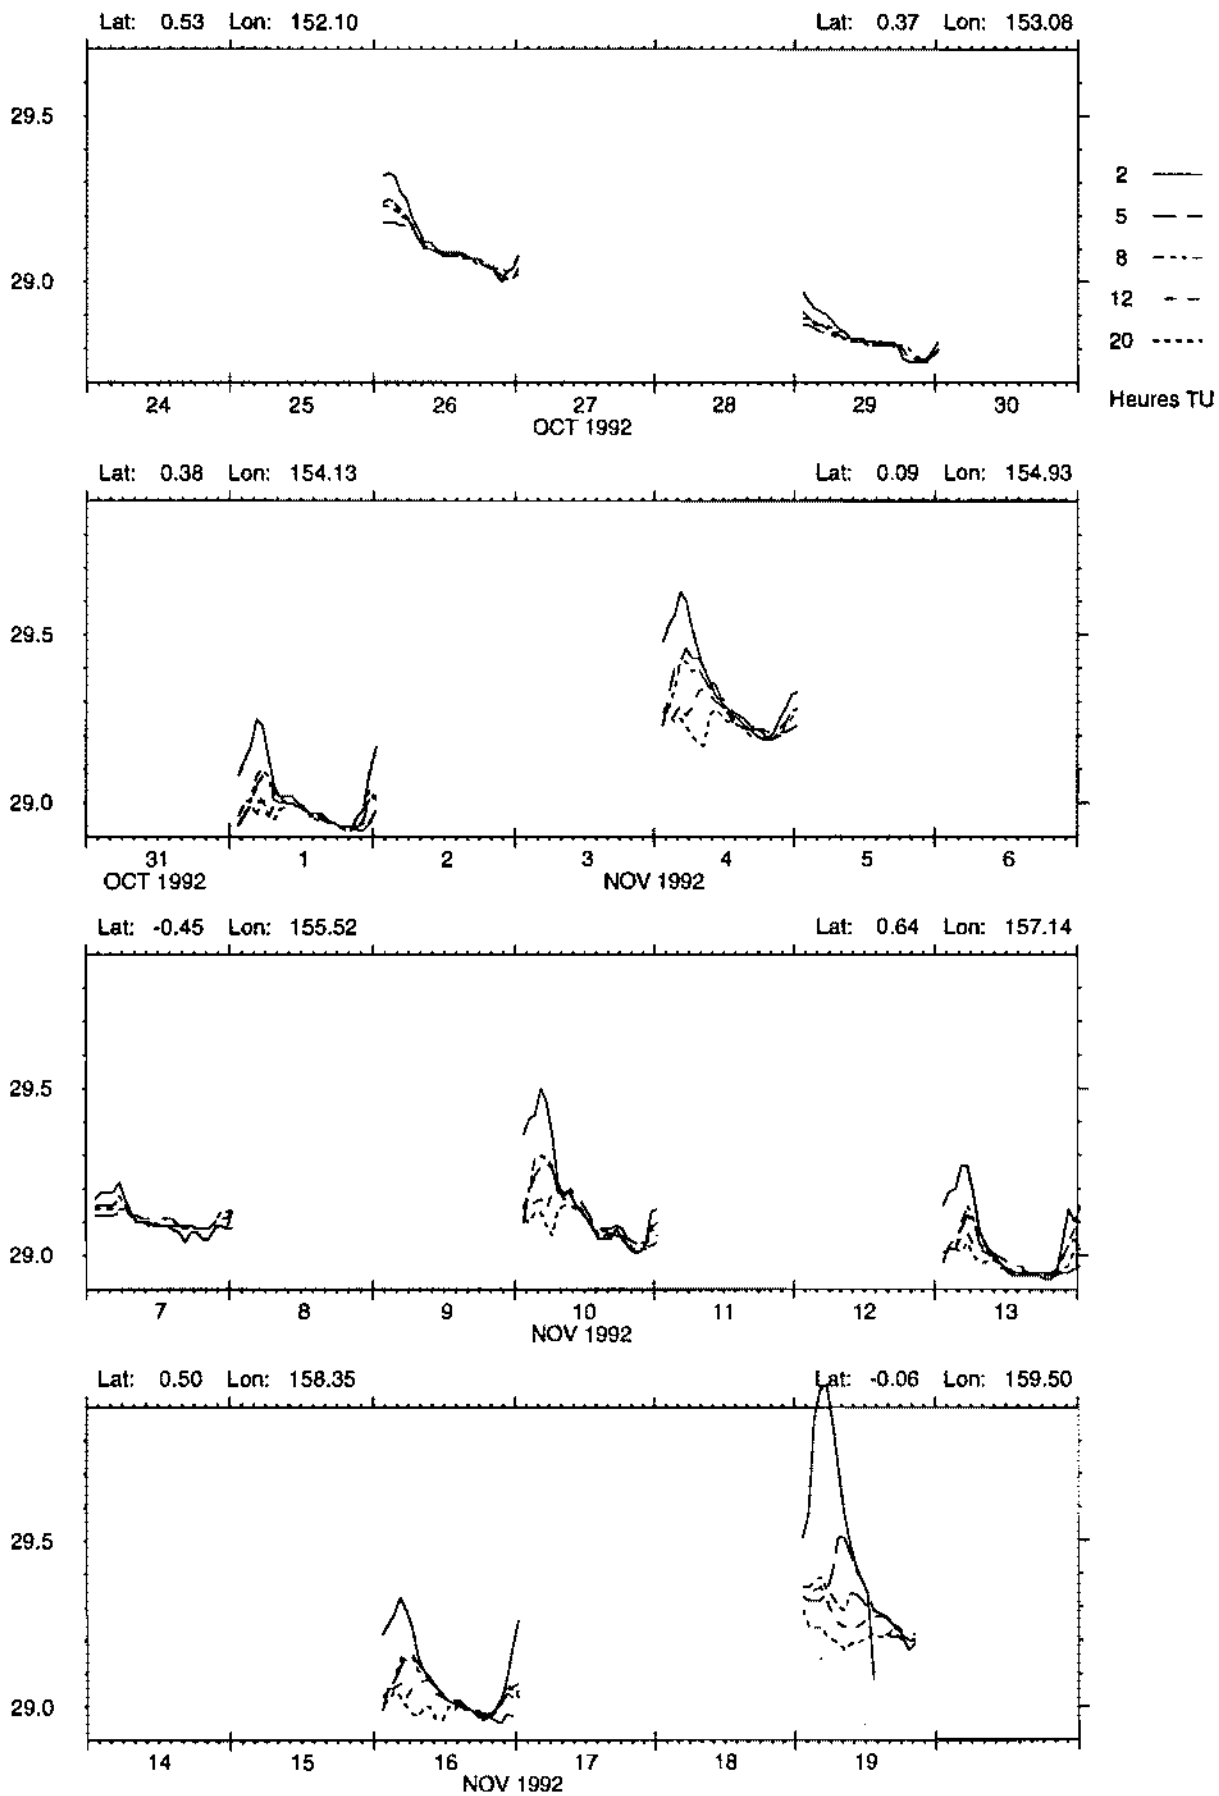 Lat: 0.53 Lon: 152.10 Lat: 0.37 Lon: 153.08
29.5
29.0
2
5
8
12
20
24 25 26 27 28 29 30 Heures TU
OCT 1992
Lat: 0.38 Lon: 154.13 Lat: 0.09 Lon: 154.93
29.5
29.0
31 1 2 3 4 5 6
OCT 1992 NOV 1992
Lat: -0.45 Lon: 155.52 Lat: 0.64 Lon: 157.14
29.5
29.0
7 8 9 10 11 12 13
NOV 1992
Lat: 0.50 Lon: 158.35 Lat: -0.06 Lon: 159.50
29.5
29.0
14 15 16 17 18 19
NOV 1992